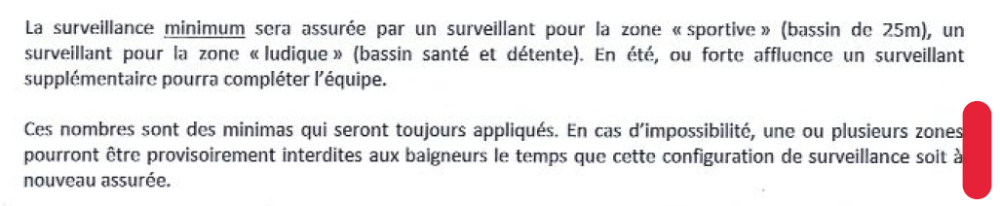 La surveillance minimum sera assurée par un surveillant pour la zone « sportive » (bassin de 25m), un
surveillant pour la zone « ludique » (bassin santé et détente). En été, ou forte affluence un surveillant
supplémentaire pourra compléter l'équipe.
Ces nombres sont des minimas qui seront toujours appliqués. En cas d'impossibilité, une ou plusieurs zones
pourront être provisoirement interdites aux baigneurs le temps que cette configuration de surveillance soit à
nouveau assurée.